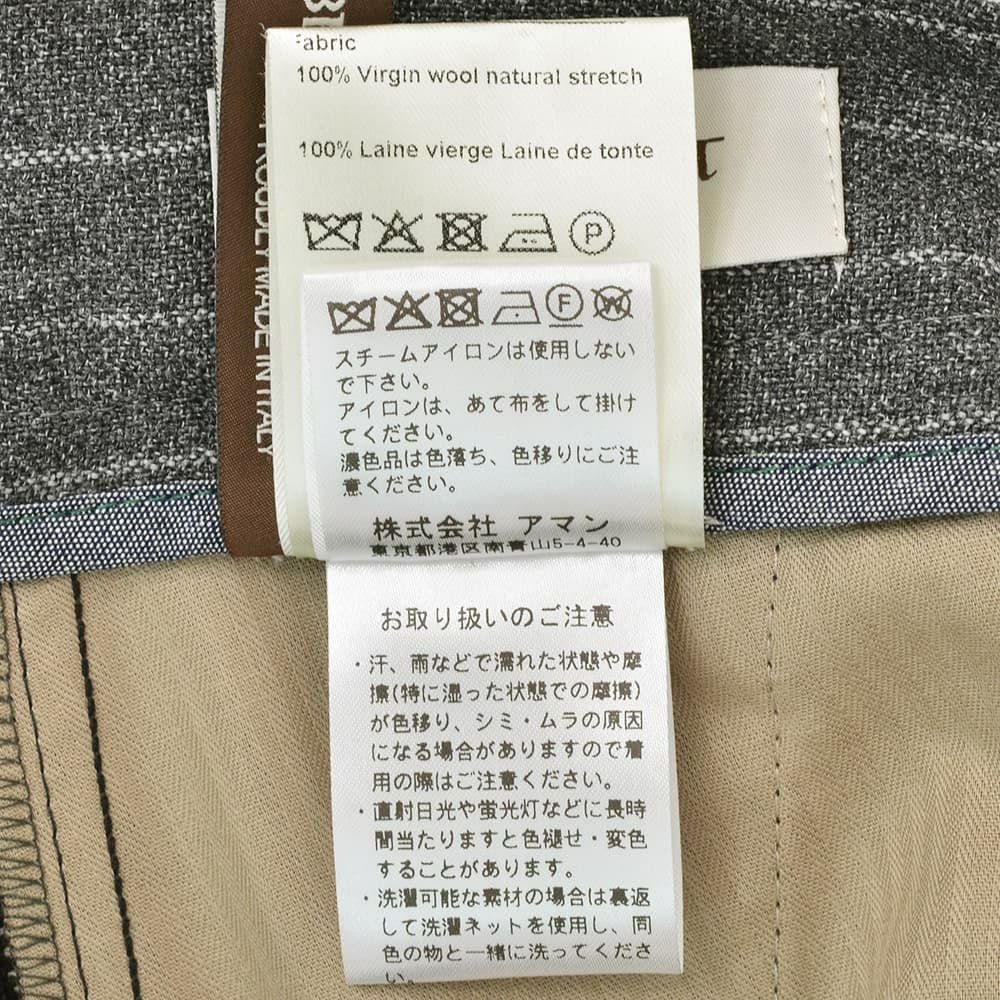 Fabric
100% Virgin wool natural stretch
100% Laine vierge Laine de tonte
P
PROUDLY MADE IN ITALY
F
W
スチームアイロンは使用しない
で下さい。
アイロンは、あて布をして掛け
てください。
濃色品は色落ち、色移りにご注
意ください。
株式会社 アマン
東京都港区南青山5-4-40
お取り扱いのご注意
・汗、雨などで濡れた状態や摩
擦(特に湿った状態での摩擦)
が色移り、シミ・ムラの原因
になる場合がありますので着
用の際はご注意ください。
・直射日光や蛍光灯などに長時
間当たりますと色褪せ・変色
することがあります。
・洗濯可能な素材の場合は裏返
して洗濯ネットを使用し、同
色の物と一緒に洗ってくださ
い。